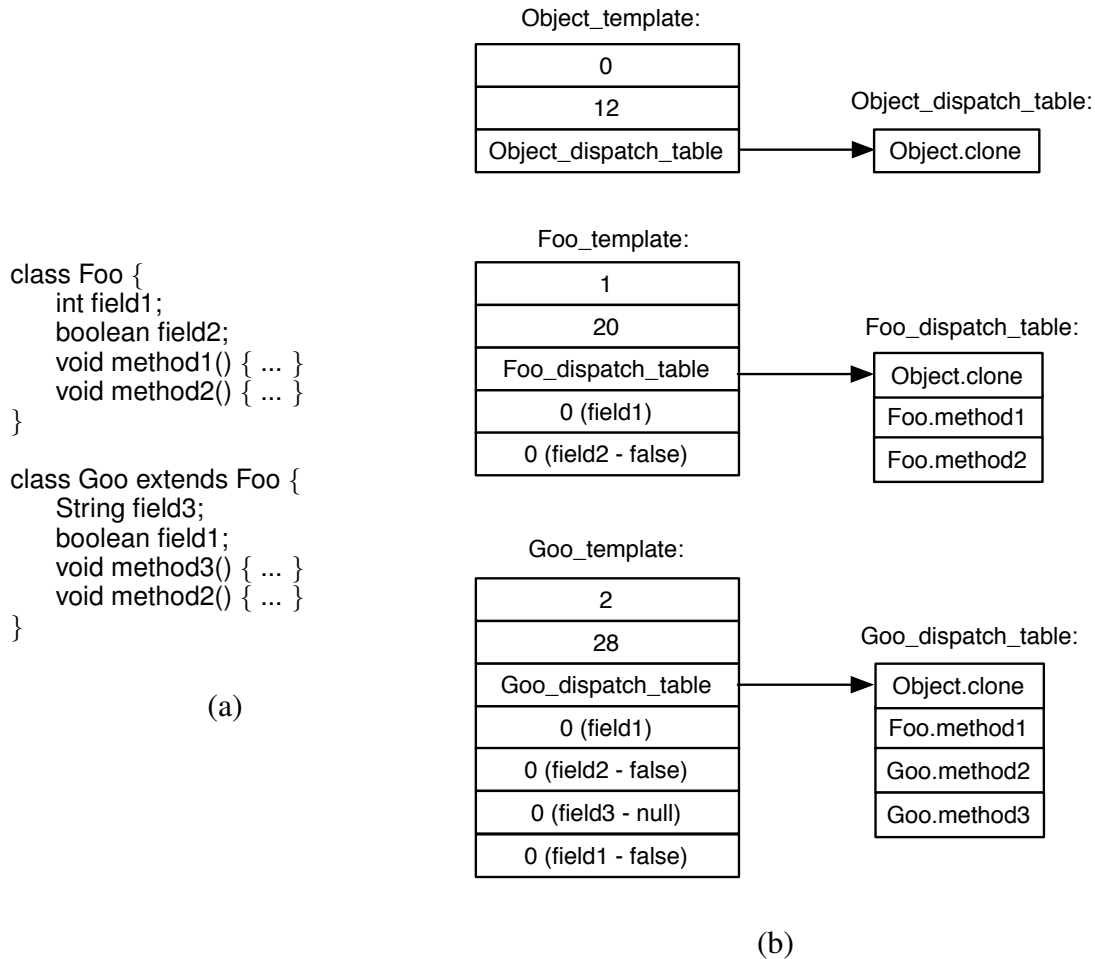 Object_template:
0
12
Object_dispatch_table
Object_dispatch_table:
Object.clone
class Foo {
int field1;
boolean field2;
void method1() { ... }
void method2() { ... }
}
class Goo extends Foo {
String field3;
boolean field1;
void method3() { ... }
void method2() { ... }
}
(a)
Foo_template:
1
20
Foo_dispatch_table
0 (field1)
0 (field2 - false)
Foo_dispatch_table:
Object.clone
Foo.method1
Foo.method2
Goo_template:
2
28
Goo_dispatch_table
0 (field1)
0 (field2 - false)
0 (field3 - null)
0 (field1 - false)
Goo_dispatch_table:
Object.clone
Foo.method1
Goo.method2
Goo.method3
(b)